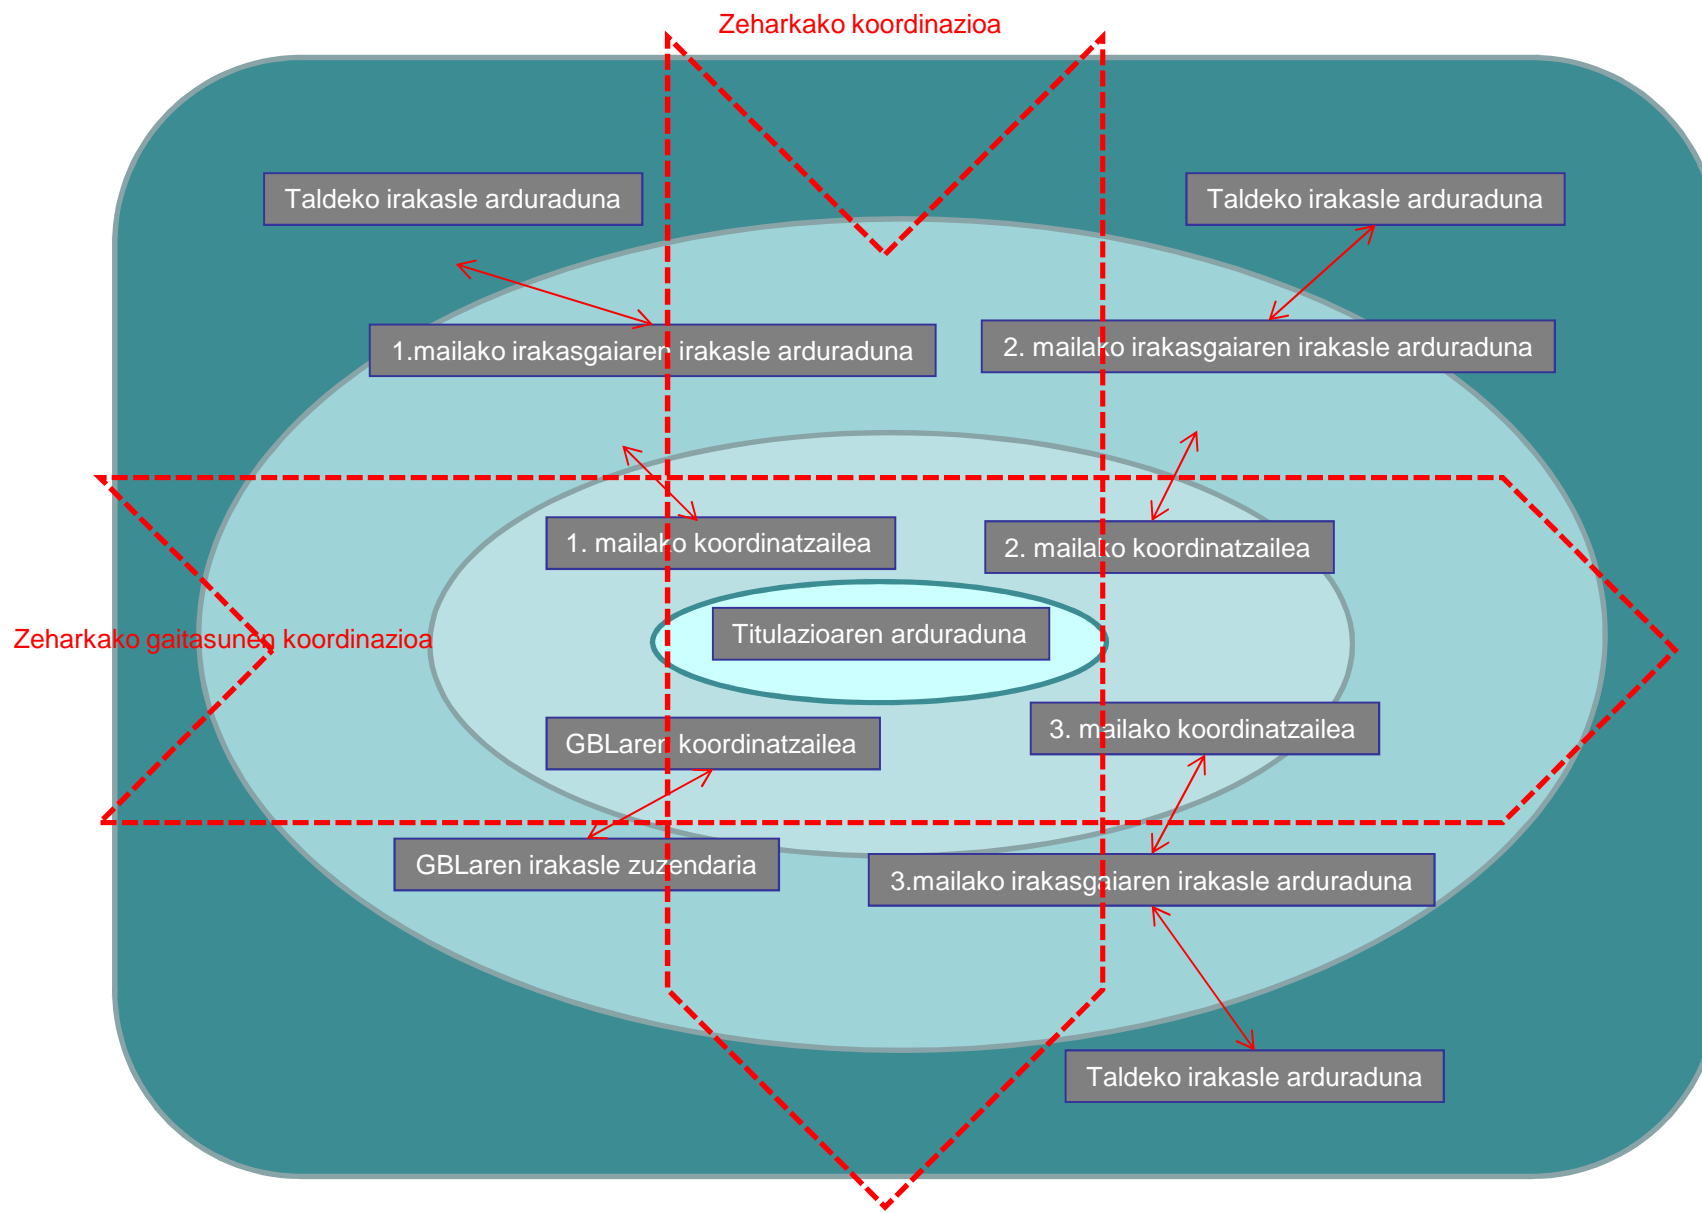 Zeharkako koordinazioa
Taldeko irakasle arduraduna
Taldeko irakasle arduraduna
1.mailako irakasgaiaren irakasle arduraduna
2. mailako irakasgaiaren irakasle arduraduna
1. mailako koordinatzailea
2. mailako koordinatzailea
Titulazioaren arduraduna
Zeharkako gaitasunen koordinazioa
GBLaren koordinatzailea
3. mailako koordinatzailea
GBLaren irakasle zuzendaria
3.mailako irakasgaiaren irakasle arduraduna
Taldeko irakasle arduraduna